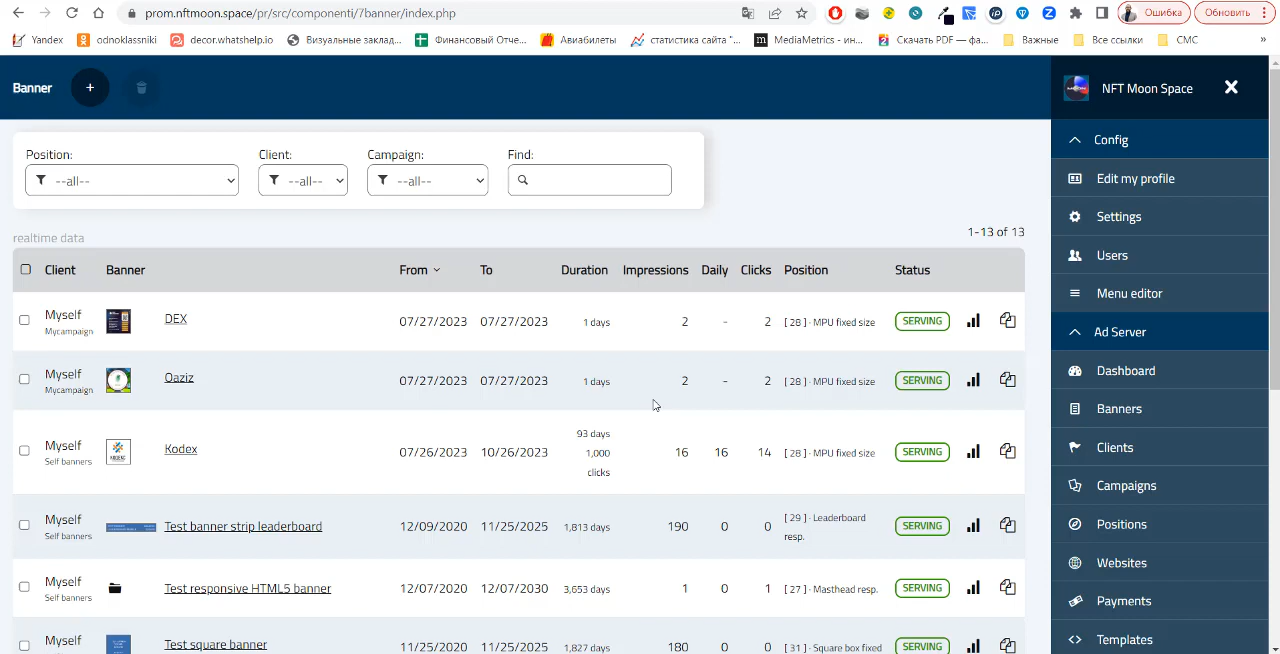 prom.nftmoon.space/pr/src/componenti/7banner/index.php
Ошибка
Обновить
Yandex
odnoklassniki
decorwhatshelp.io
Визуальные заклад...
Финансовий Отче...
Авиабилеты
статистика сайта "...
MediaMetrics - ин...
Скачать PDF — фа...
Важные
Все ссылки
СМС
»
Banner
+
NFT Moon Space
Position:
Client:
Campaign:
Find:
--all--
--all--
--all--
realtime data
1-13 of 13
Client Banner From To Duration Impressions Daily Clicks Position Status
Myself
Mycampaign
DEX 07/27/2023 07/27/2023 1 days 2 - 2 [ 28 ] · MPU fixed size SERVING
Myself
Mycampaign
Oaziz 07/27/2023 07/27/2023 1 days 2 - 2 [ 28 ] · MPU fixed size SERVING
Myself
Self banners
KODEKS
Kodex 07/26/2023 10/26/2023
93 days
1,000
clicks
16 16 14 [ 28 ] · MPU fixed size SERVING
Myself
Self banners
Test banner strip leaderboard 12/09/2020 11/25/2025 1,813 days 190 0 0
[ 29 ] · Leaderboard
resp.
SERVING
Myself
Self banners
Test responsive HTML5 banner 12/07/2020 12/07/2030 3,653 days 1 0 1 [ 27 ] · Masthead resp. SERVING
Myself
Test square banner 11/25/2020 11/25/2025 1,827 days 180 0 0 [ 31 ] · Square box fixed SERVING
Config
Edit my profile
Settings
Users
Menu editor
Ad Server
Dashboard
Banners
Clients
Campaigns
Positions
Websites
Payments
Templates